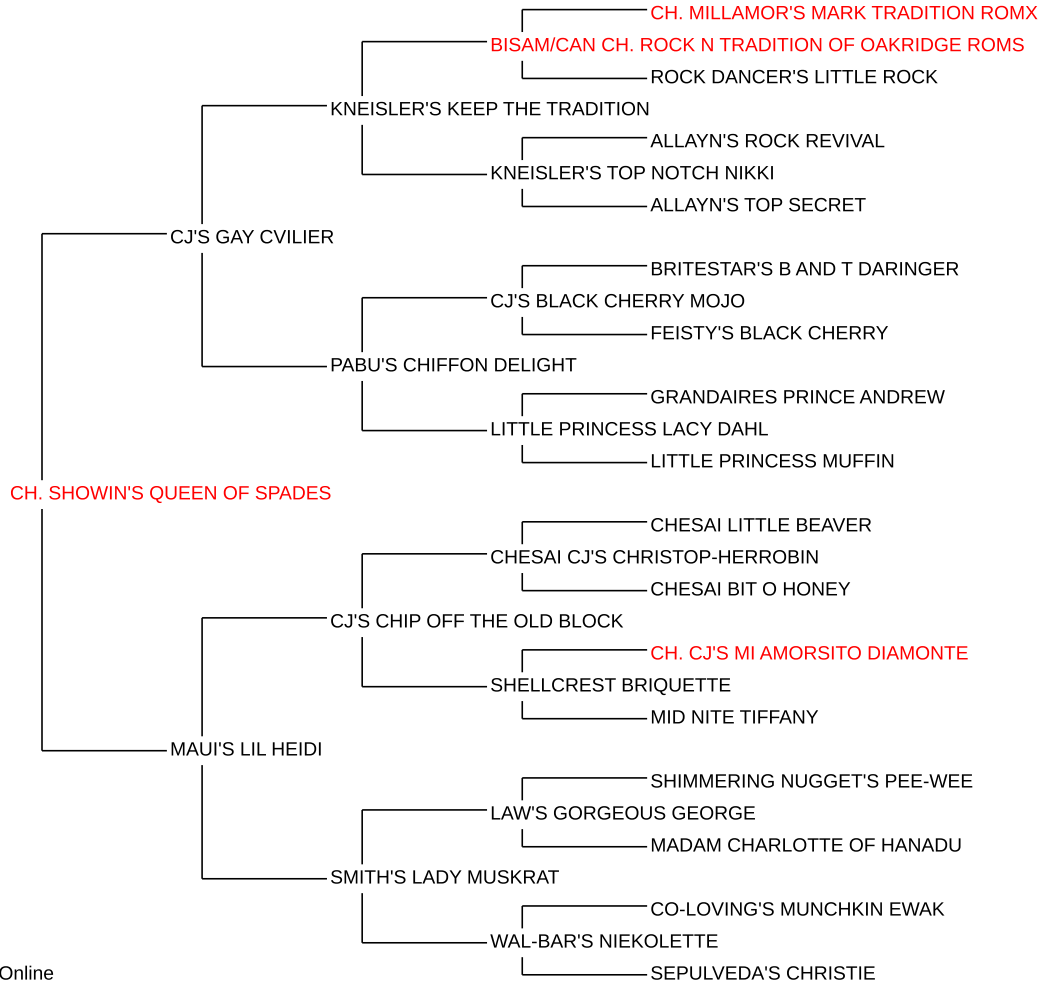 CH. MILLAMOR'S MARK TRADITION ROMX
BISAM/CAN CH. ROCK N TRADITION OF OAKRIDGE ROMS
ROCK DANCER'S LITTLE ROCK
KNEISLER'S KEEP THE TRADITION
ALLAYN'S ROCK REVIVAL
KNEISLER'S TOP NOTCH NIKKI
ALLAYN'S TOP SECRET
CJ'S GAY CVILIER
BRITESTAR'S B AND T DARINGER
CJ'S BLACK CHERRY MOJO
FEISTY'S BLACK CHERRY
PABU'S CHIFFON DELIGHT
GRANDAIRES PRINCE ANDREW
LITTLE PRINCESS LACY DAHL
LITTLE PRINCESS MUFFIN
CH. SHOWIN'S QUEEN OF SPADES
CHESAI LITTLE BEAVER
CHESAI CJ'S CHRISTOP-HERROBIN
CHESAI BIT O HONEY
CJ'S CHIP OFF THE OLD BLOCK
CH. CJ'S MI AMORSITO DIAMONTE
SHELLCREST BRIQUETTE
MID NITE TIFFANY
MAUI'S LIL HEIDI
SHIMMERING NUGGET'S PEE-WEE
LAW'S GORGEOUS GEORGE
MADAM CHARLOTTE OF HANADU
SMITH'S LADY MUSKRAT
CO-LOVING'S MUNCHKIN EWAK
WAL-BAR'S NIEKOLETTE
SEPULVEDA'S CHRISTIE
Online